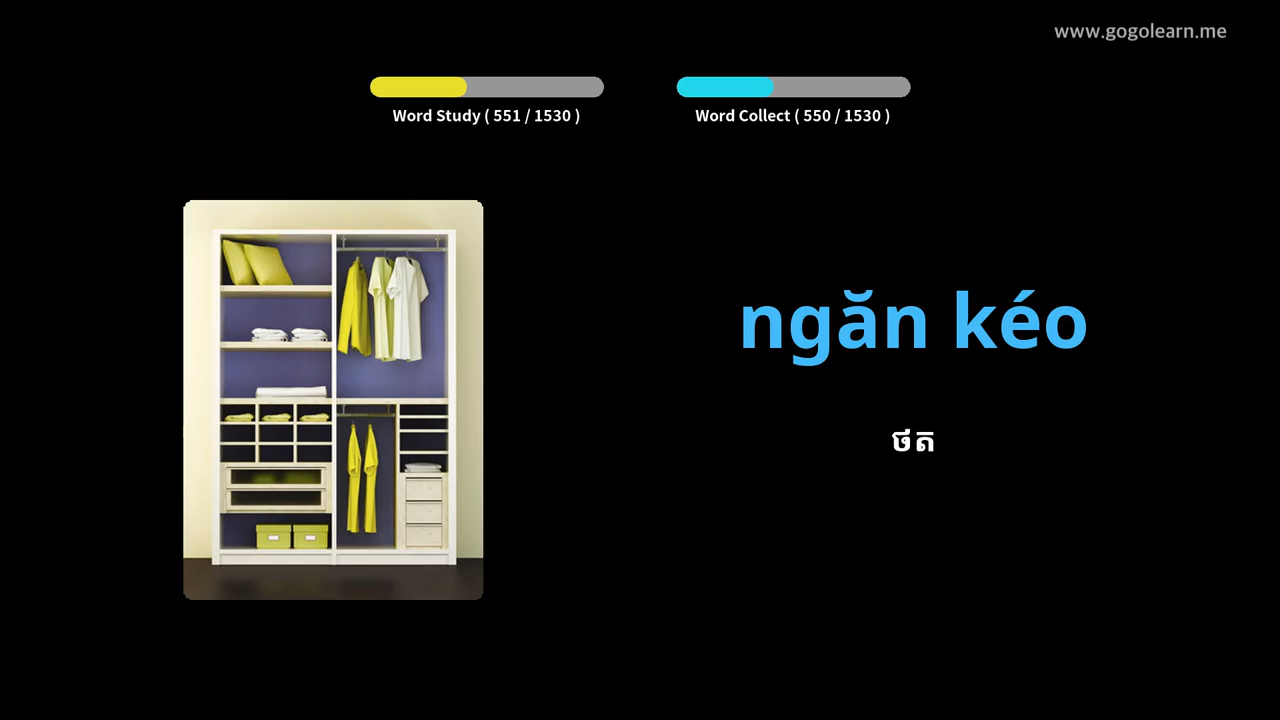 www.gogolearn.me
Word Study ( 551 / 1530 )
Word Collect ( 550 / 1530 )
ngăn kéo
ថត